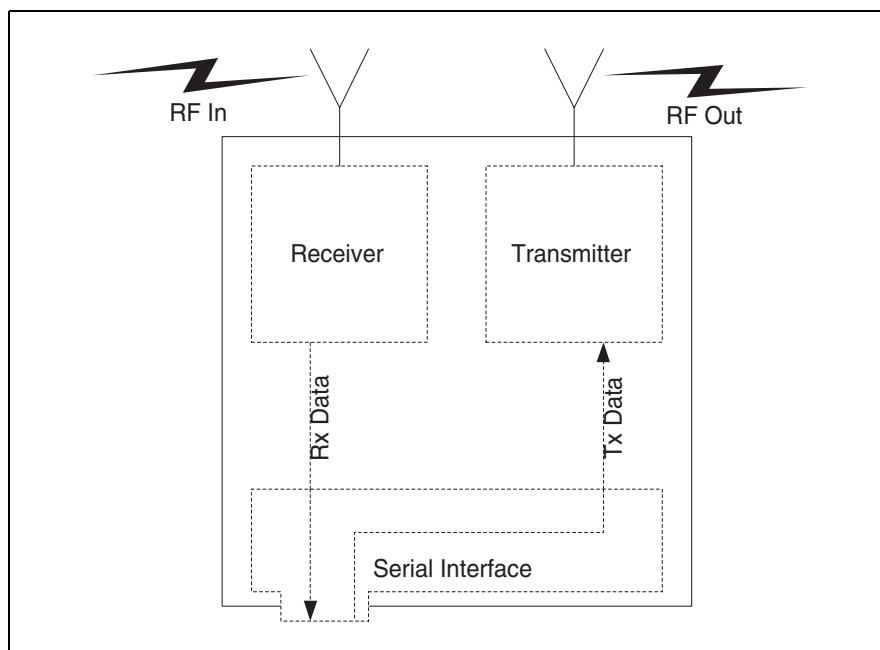 RF In
RF Out
Receiver
Transmitter
Rx Data
Tx Data
Serial Interface